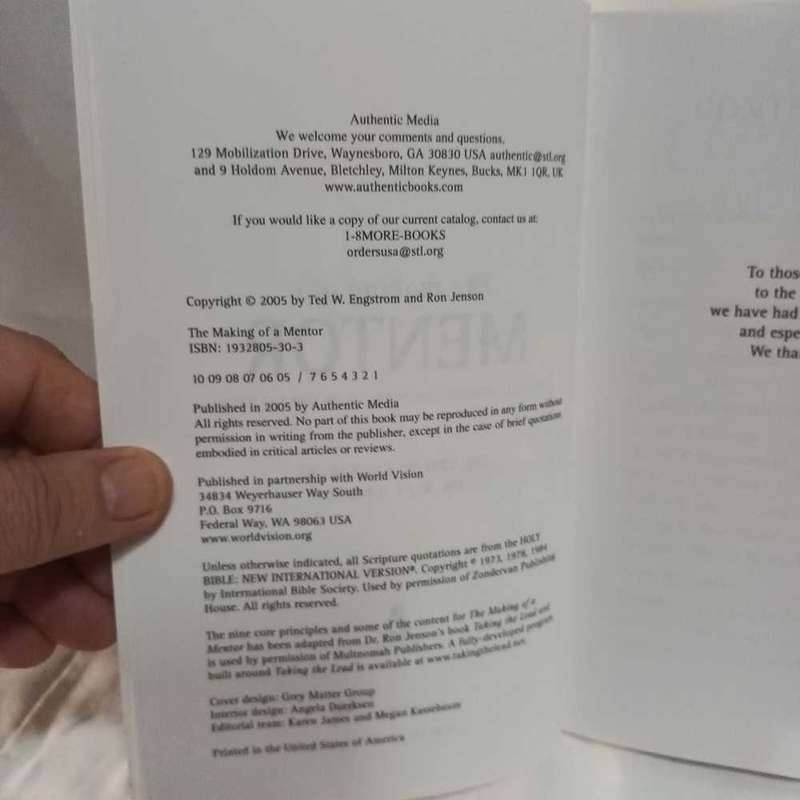 Authentic Media
We welcome your comments and questions.
129 Mobilization Drive, Waynesboro, GA 30830 USA authentic@stl.org
and 9 Holdom Avenue, Bletchley, Milton Keynes, Bucks, MK1 1QR, UK
www.authenticbooks.com
If you would like a copy of our current catalog, contact us at:
1-8MORE-BOOKS
ordersusa@stl.org
Copyright © 2005 by Ted W. Engstrom and Ron Jenson
The Making of a Mentor
ISBN: 1932805-30-3
10 09 08 07 06 05 / 7 6 5 4 3 2 1
Published in 2005 by Authentic Media
All rights reserved. No part of this book may be reproduced in any form without
permission in writing from the publisher, except in the case of brief quotation
embodied in critical articles or reviews.
Published in partnership with World Vision
34834 Weyerhauser Way South
P.O. Box 9716
Federal Way, WA 98063 USA
www.worldvision.org
Unless otherwise indicated, all Scripture quotations are from the HOLY
BIBLE: NEW INTERNATIONAL VERSION®. Copyright © 1973, 1978, 1984
by International Bible Society. Used by permission of Zondervan Publishing
House. All rights reserved.
The nine core principles and some of the content for The Making of a
Mentor has been adapted from Dr. Ron Jenson's book Taking the Lead and
is used by permission of Multnomah Publishers. A fully-developed program
built around Taking the Lead is available at www.takingthelead.net.
Cover design: Grey Matter Group
Interior design: Angela Duerksen
Editorial team: Karen James and Megan Kassebaum
Printed in the United States of America
To thos
to the
we have had
and espe
We tha